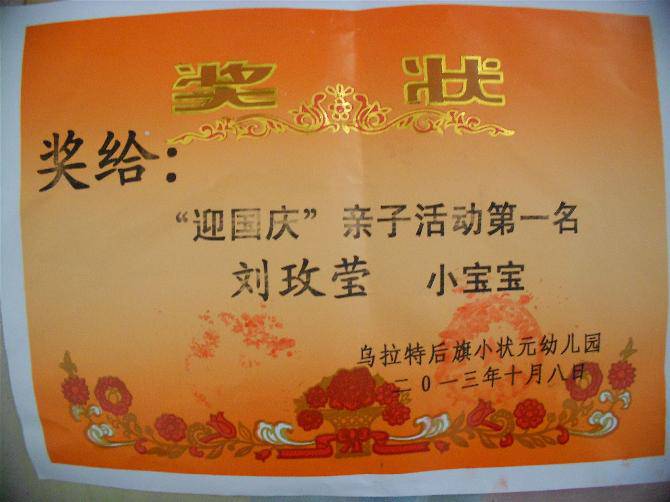 奖状
奖给：
“迎国庆”亲子活动第一名
刘玫莹 小宝宝
乌拉特后旗小状元幼儿园
二0一三年十月八日